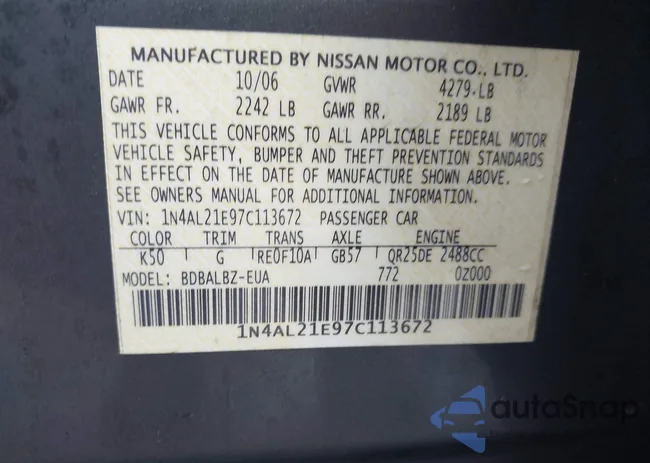 MANUFACTURED BY NISSAN MOTOR CO., LTD.
DATE 10/06 GVWR 4279 LB
GAWR FR. 2242 LB GAWR RR. 2189 LB
THIS VEHICLE CONFORMS TO ALL APPLICABLE FEDERAL MOTOR
VEHICLE SAFETY, BUMPER AND THEFT PREVENTION STANDARDS
IN EFFECT ON THE DATE OF MANUFACTURE SHOWN ABOVE.
SEE OWNERS MANUAL FOR ADDITIONAL INFORMATION.
VIN: 1N4AL21E97C113672 PASSENGER CAR
COLOR TRIM TRANS AXLE ENGINE
K50 G RE0F10A GB57 QR25DE 2488CC
MODEL: BDBALBZ-EUA 772 0Z000
1N4AL21E97C113672
autoSnap